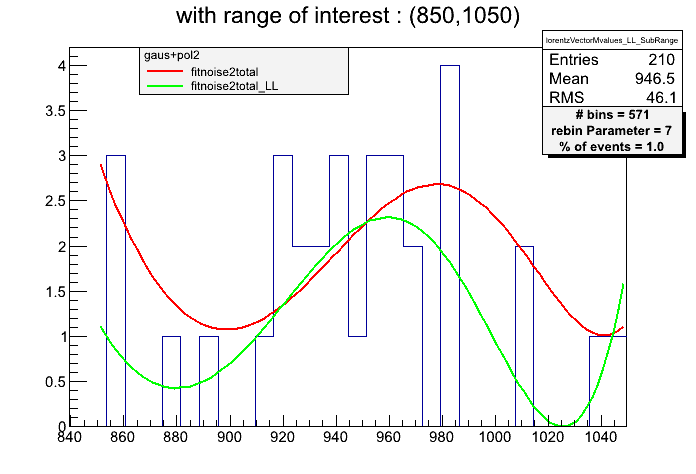 with range of interest : (850,1050)
lorentzVectorMvalues_LL_SubRange
Entries 210
Mean 946.5
RMS 46.1
# bins = 571
rebin Parameter = 7
% of events = 1.0
gaus+pol2
fitnoise2total
fitnoise2total_LL
4
3.5
3
2.5
2
1.5
1
0.5
0
840 860 880 900 920 940 960 980 1000 1020 1040